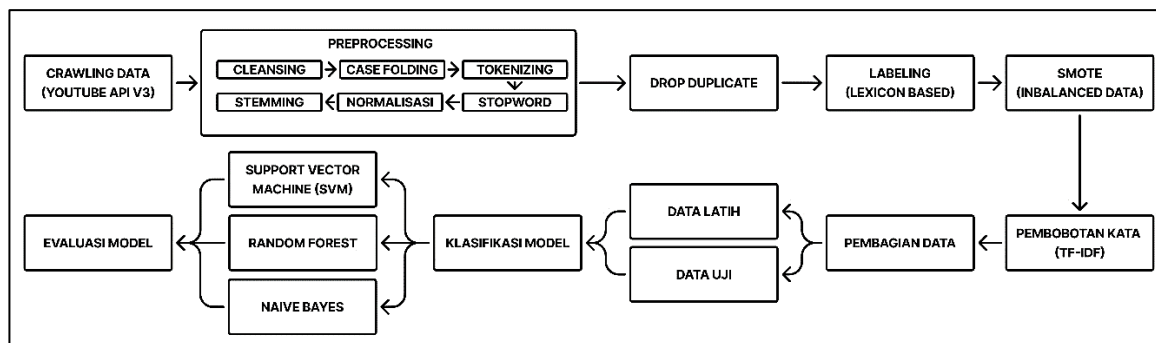 PREPROCESSING
CRAWLING DATA
(YOUTUBE API V3)
CLEANSING
CASE FOLDING
TOKENIZING
STOPWORD
NORMALISASI
STEMMING
DROP DUPLICATE
LABELING
(LEXICON BASED)
SMOTE
(INBALANCED DATA)
PEMBOBOTAN KATA
(TF-IDF)
PEMBAGIAN DATA
DATA LATIH
DATA UJI
KLASIFIKASI MODEL
SUPPORT VECTOR
MACHINE (SVM)
RANDOM FOREST
NAIVE BAYES
EVALUASI MODEL